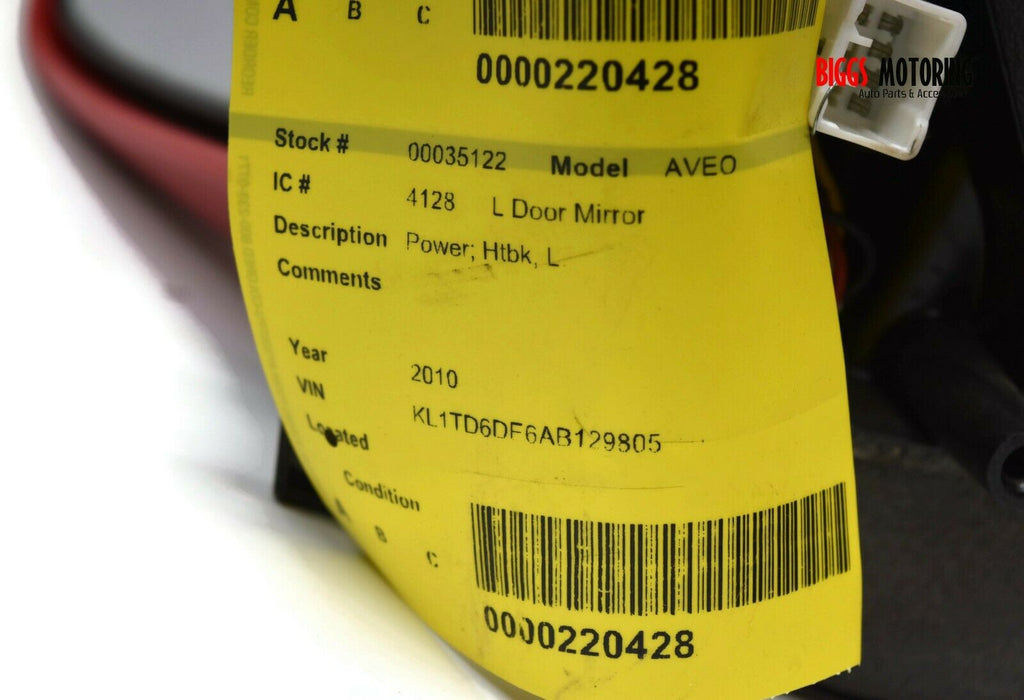 A B C
0000220428
BIGGS MOTORING
Auto Parts &
Stock # 00035122 Model AVEO
IC # 4128 L Door Mirror
Description Power; Htbk, L
Comments
Year 2010
VIN KL1TD6DF6AB129805
Located
Condition
A B C
0000220428